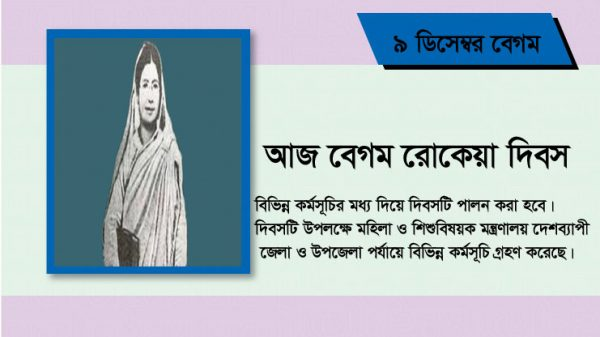 ৯ ডিসেম্বর বেগম
আজ বেগম রোকেয়া দিবস
বিভিন্ন কর্মসূচির মধ্য দিয়ে দিবসটি পালন করা হবে।
দিবসটি উপলক্ষে মহিলা ও শিশুবিষয়ক মন্ত্রণালয় দেশব্যাপী
জেলা ও উপজেলা পর্যায়ে বিভিন্ন কর্মসূচি গ্রহণ করেছে।